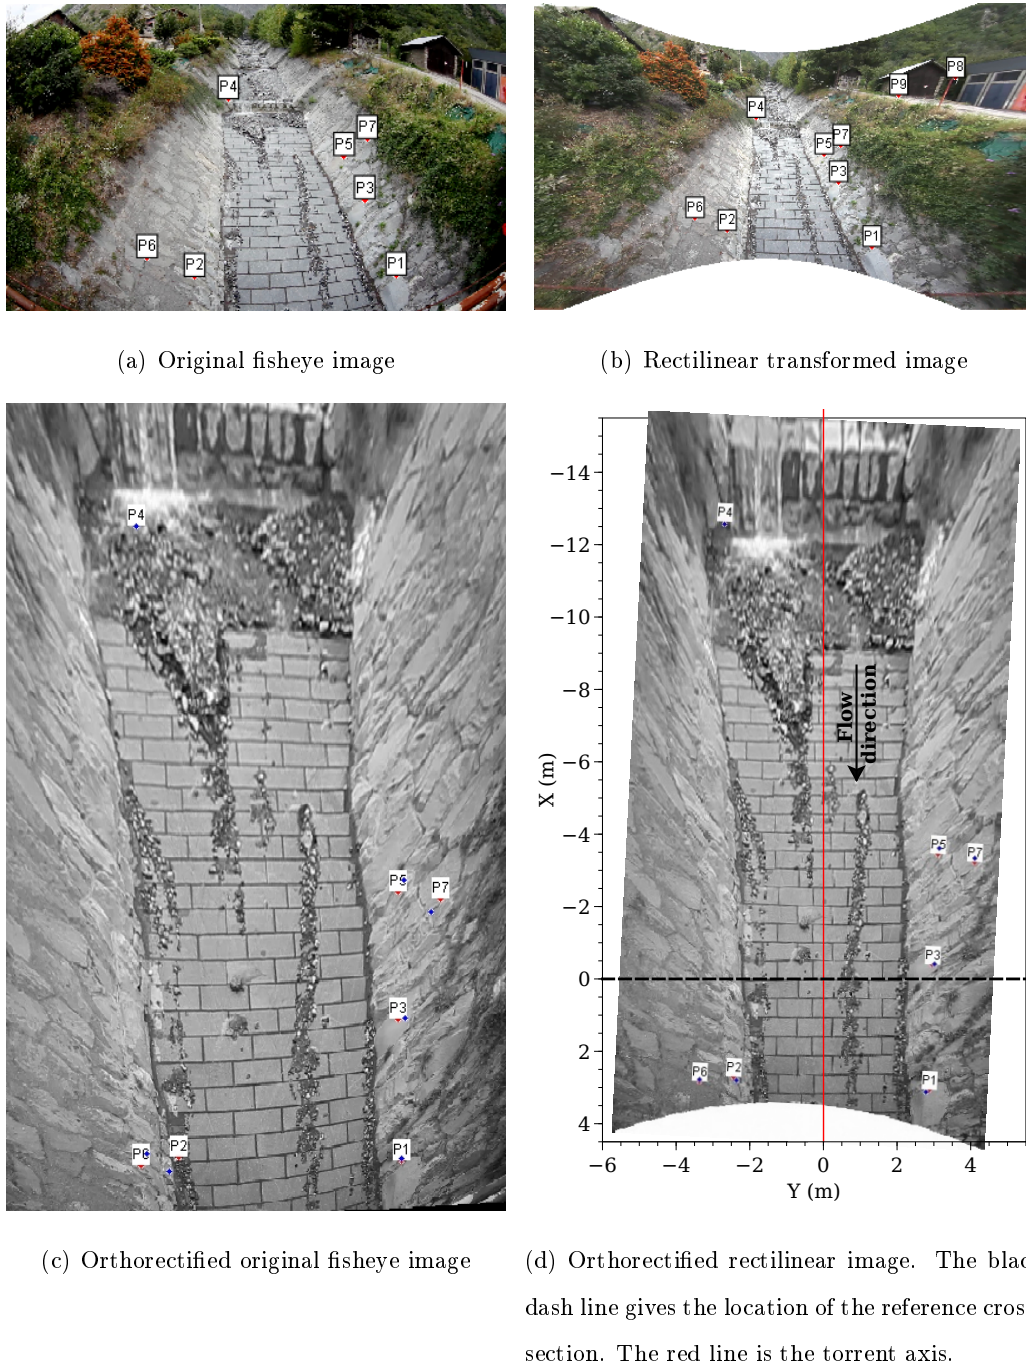 P4
P7
P5
P3
P6
P2
P1
P8
P9
P4
P7
P5
P3
P6
P2
P1
(a) Original fisheye image
(b) Rectilinear transformed image
P4
P5
P7
P3
P6
P2
P1
−14
−12
−10
−8
−6
−4
−2
0
2
4
X (m)
P4
Flow
direction
P5
P7
P3
P6
P2
P1
−6
−4
−2
0
2
4
Y (m)
(c) Orthorectified original fisheye image
(d) Orthorectified rectilinear image. The blac
dash line gives the location of the reference cros
section. The red line is the torrent axis.